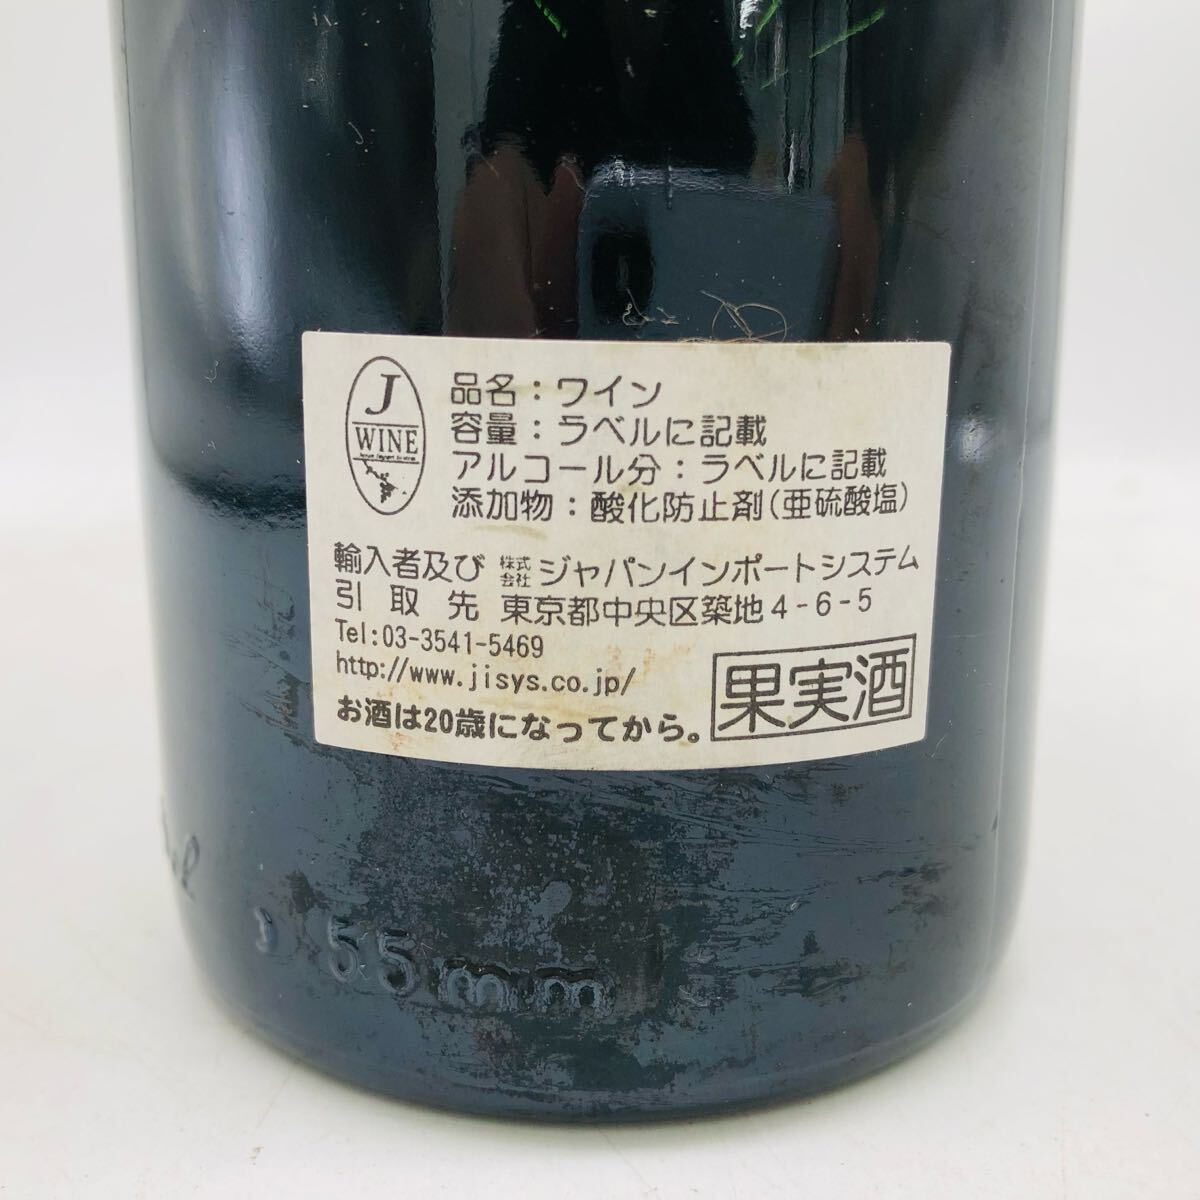 J
WINE
品名：ワイン
容量：ラベルに記載
アルコール分：ラベルに記載
添加物：酸化防止剤(亜硫酸塩)
輸入者及び 株式会社 ジャパンインポートシステム
引取先 東京都中央区築地4-6-5
Tel:03-3541-5469
http://www.jisys.co.jp/
果実酒
お酒は20歳になってから。
55mm